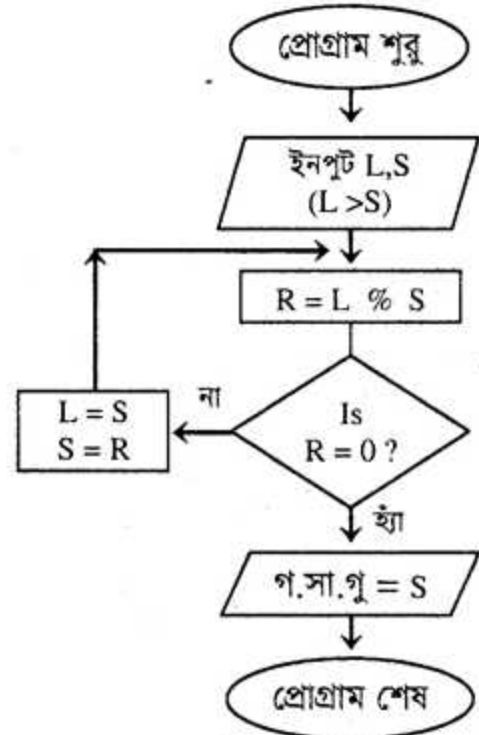 প্রোগ্রাম শুরু
ইনপুট L,S
(L >S)
R = L % S
Is
R = 0 ?
না
L = S
S = R
হ্যাঁ
গ.সা.গু = S
প্রোগ্রাম শেষ